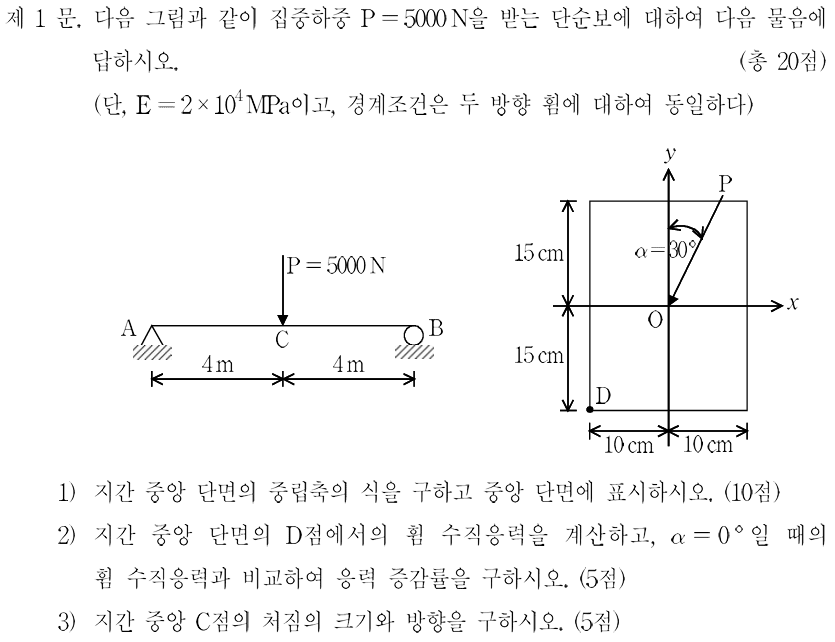 제 1 문. 다음 그림과 같이 집중하중 P = 5000 N을 받는 단순보에 대하여 다음 물음에
답하시오. (총 20점)
(단, E = 2 × 10⁴ MPa이고, 경계조건은 두 방향 휨에 대하여 동일하다)
y
P
15 cm
α = 30°
P = 5000 N
x
A
B
C
O
4 m
4 m
15 cm
D
10 cm
10 cm
1) 지간 중앙 단면의 중립축의 식을 구하고 중앙 단면에 표시하시오. (10점)
2) 지간 중앙 단면의 D점에서의 휨 수직응력을 계산하고, α = 0°일 때의
휨 수직응력과 비교하여 응력 증감률을 구하시오. (5점)
3) 지간 중앙 C점의 처짐의 크기와 방향을 구하시오. (5점)